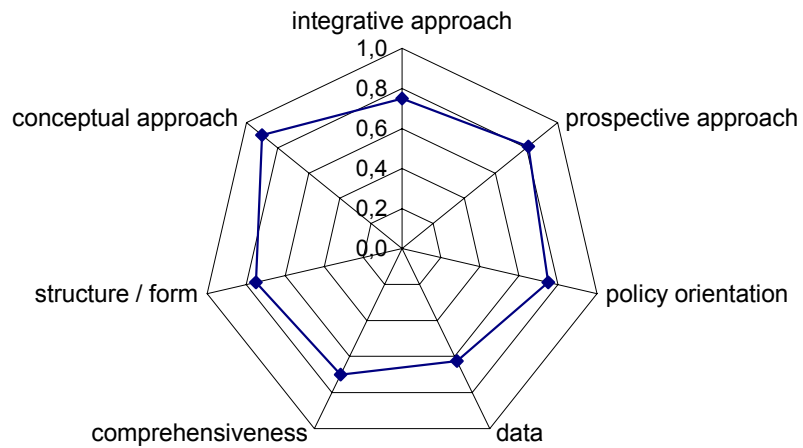 integrative approach
1,0
0,8
0,6
0,4
0,2
0,0
prospective approach
policy orientation
data
comprehensiveness
structure / form
conceptual approach